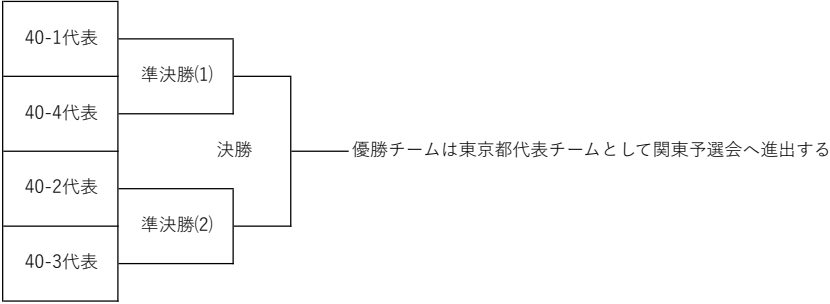 40-1代表
準決勝(1)
40-4代表
決勝
優勝チームは東京都代表チームとして関東予選会へ進出する
40-2代表
準決勝(2)
40-3代表